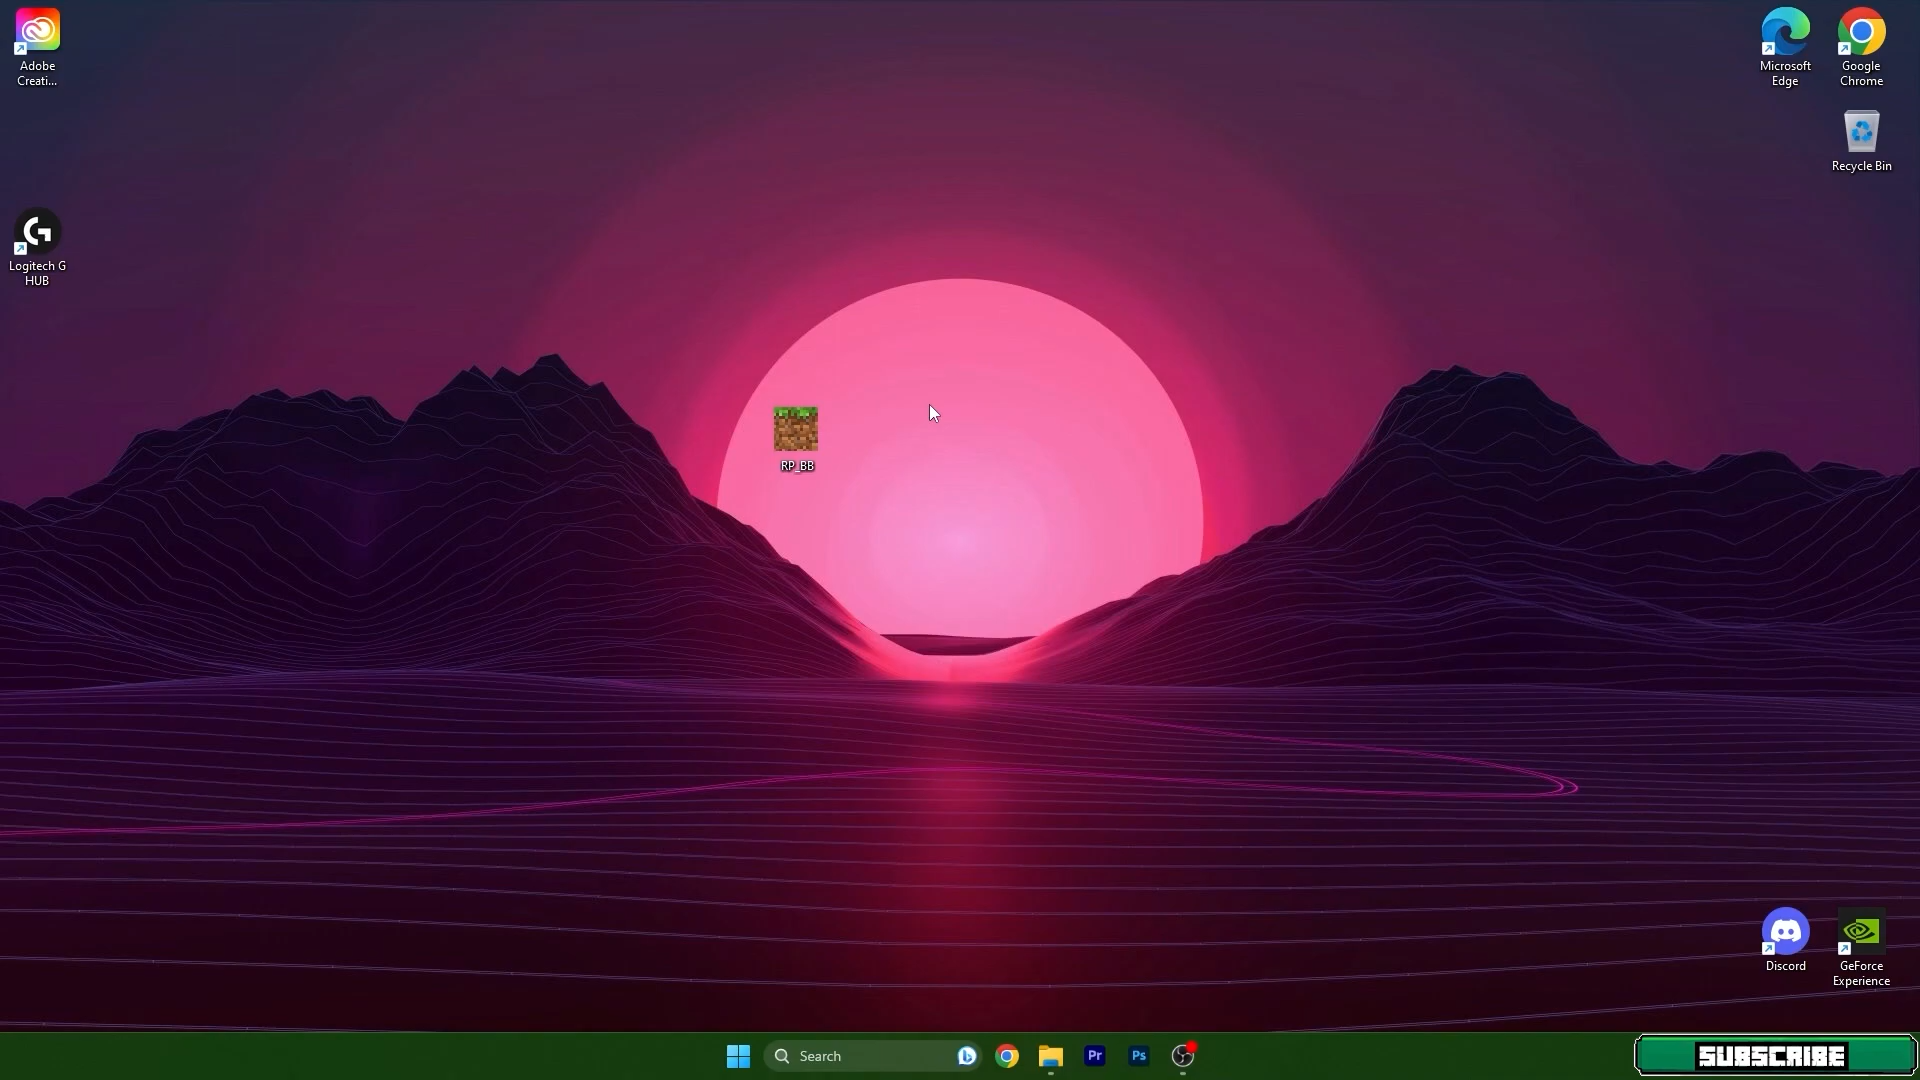 Adobe
Creati...
Microsoft
Edge
Google
Chrome
Recycle Bin
Logitech G
HUB
RP_BB
Discord
GeForce
Experience
Search
Pr
Ps
SUBSCRIBE